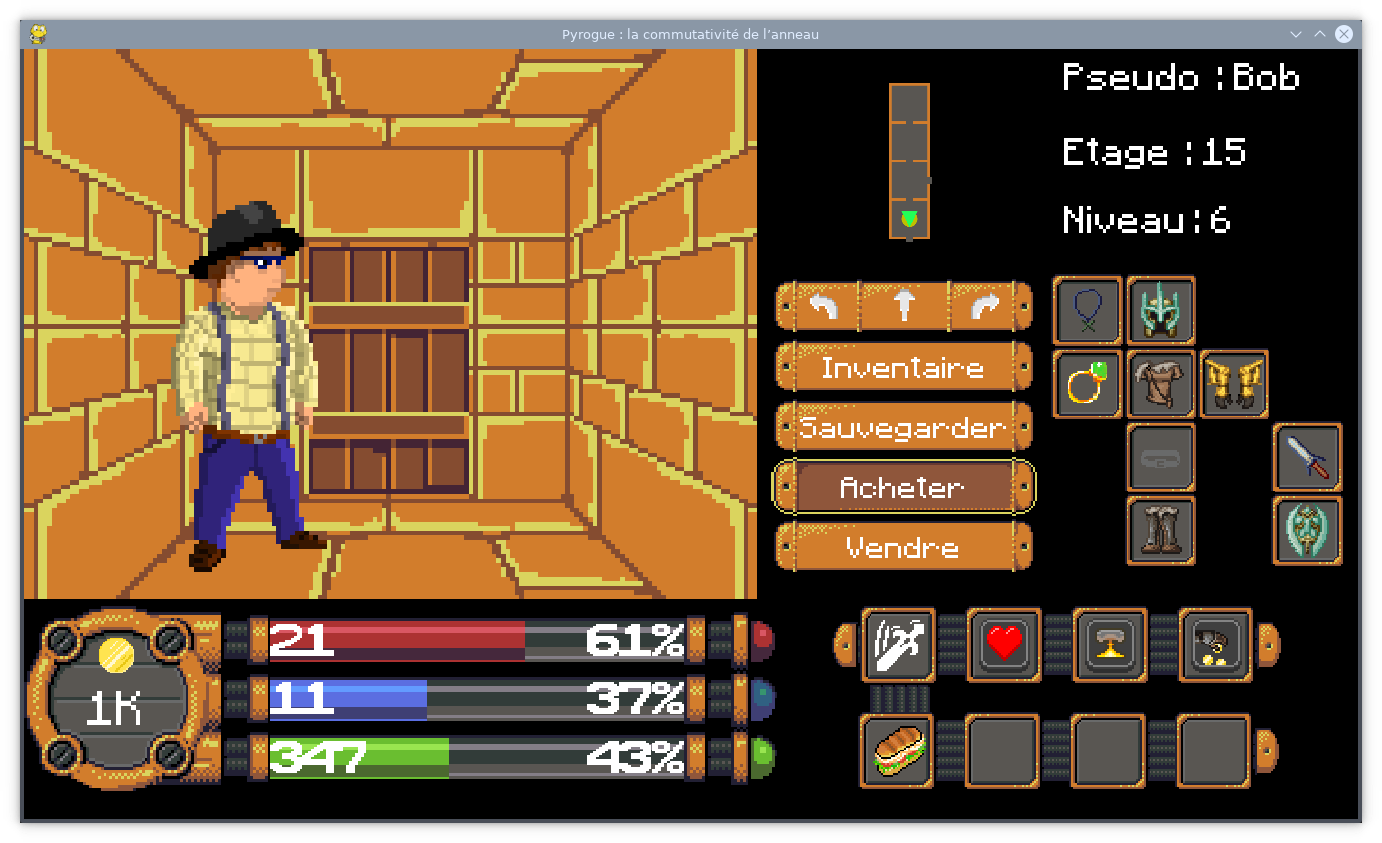 Pyrogue : la commutativité de l'anneau
Pseudo :Bob
Etage :15
Niveau:6
Inventaire
Sauvegarder
Acheter
Vendre
1K
21 61%
11 37%
347 43%